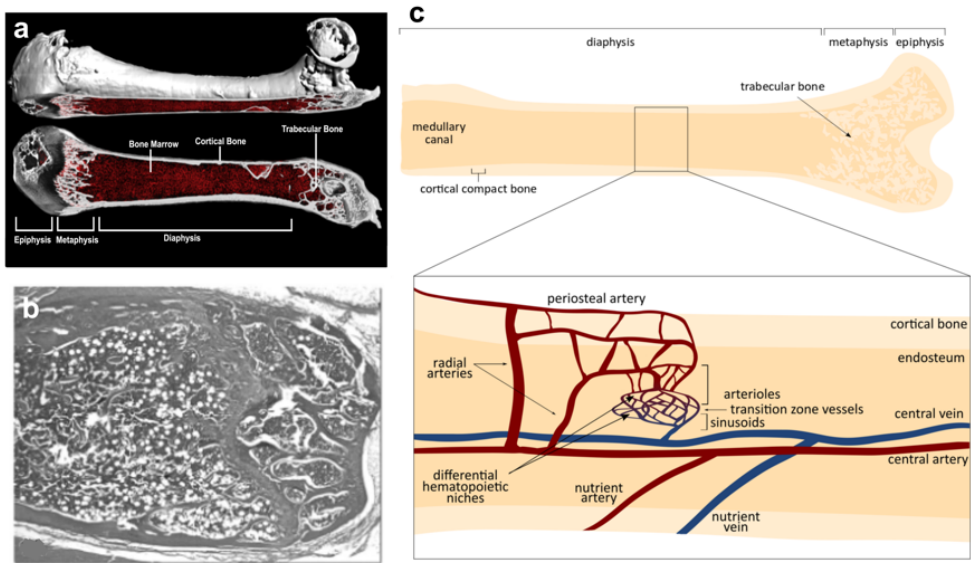 a
Bone Marrow
Cortical Bone
Trabecular Bone
Epiphysis
Metaphysis
Diaphysis
b
c
diaphysis
metaphysis
epiphysis
trabecular bone
medullary
canal
cortical compact bone
periosteal artery
cortical bone
endosteum
radial
arteries
arterioles
transition zone vessels
sinusoids
central vein
central artery
differential
hematopoietic
niches
nutrient
artery
nutrient
vein